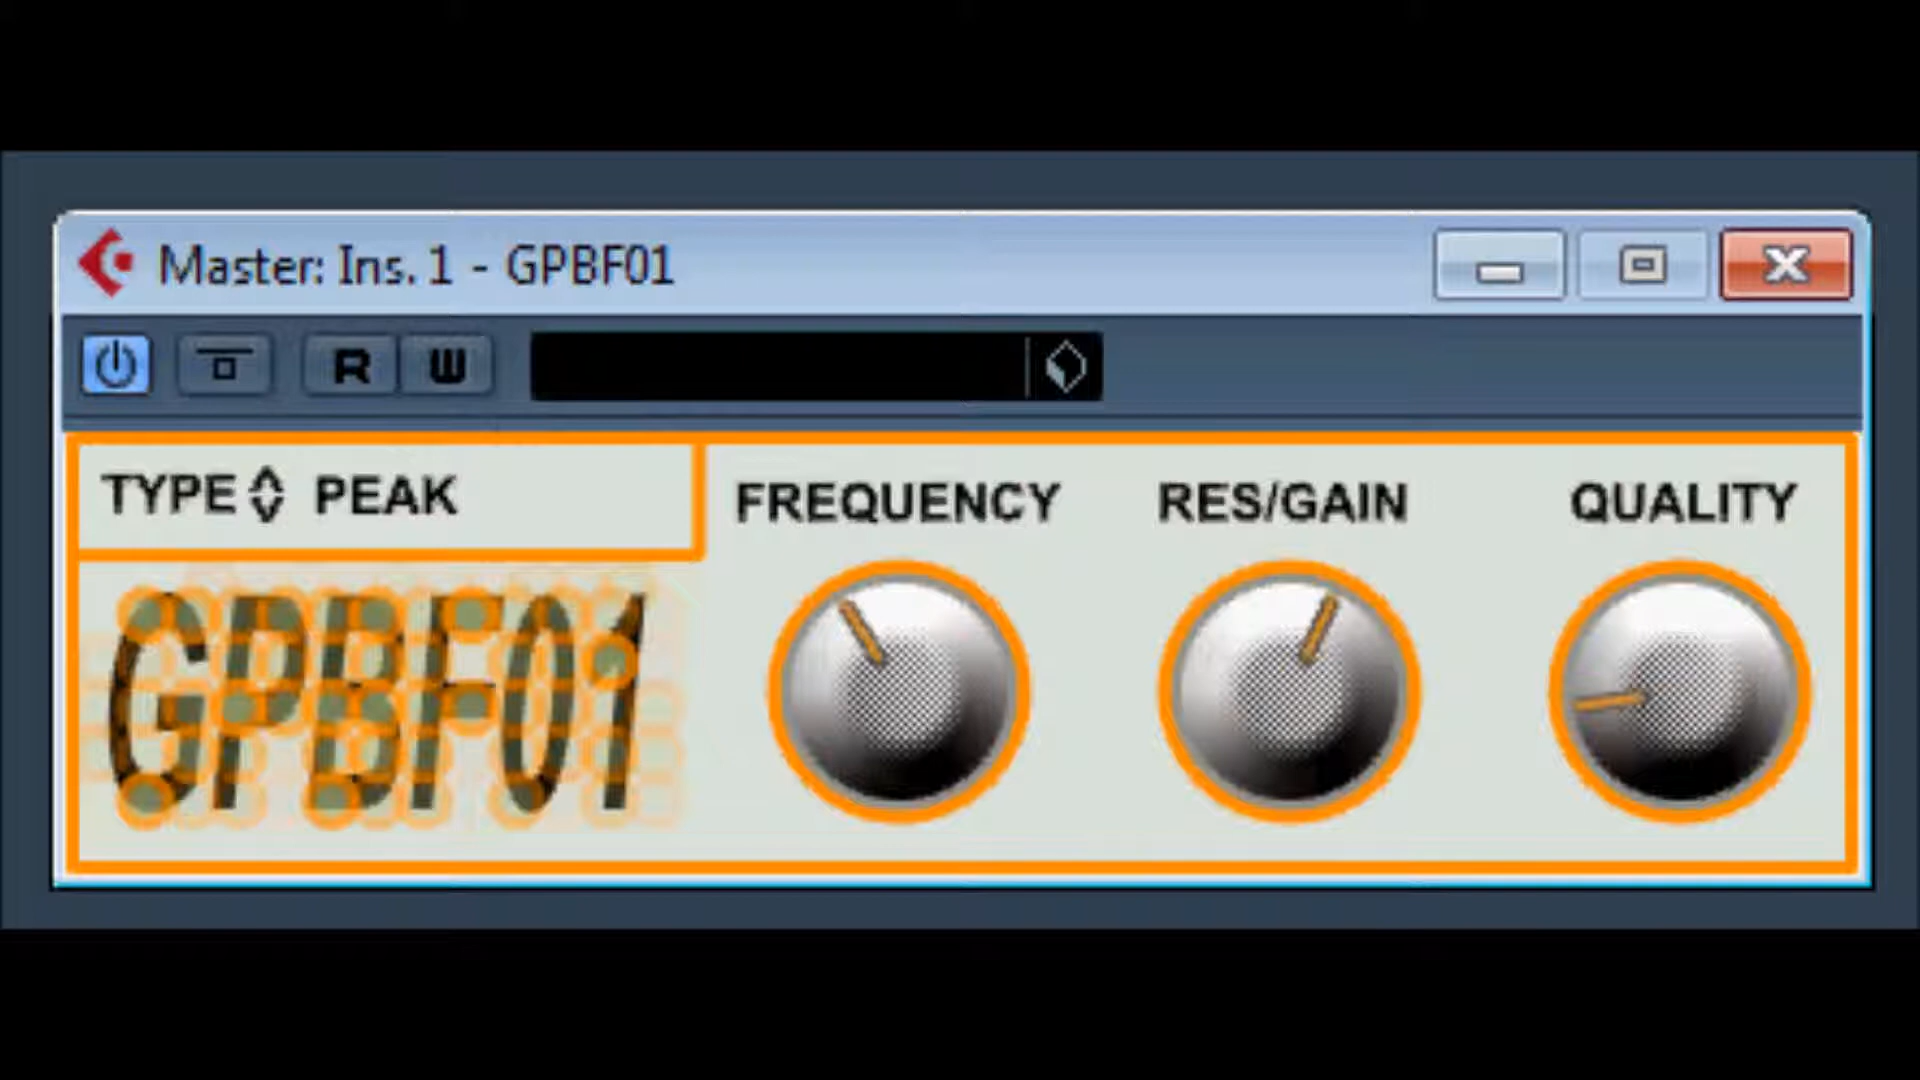 Master: Ins. 1 - GPBF01
R W
TYPE PEAK
FREQUENCY RES/GAIN QUALITY
GPBF01